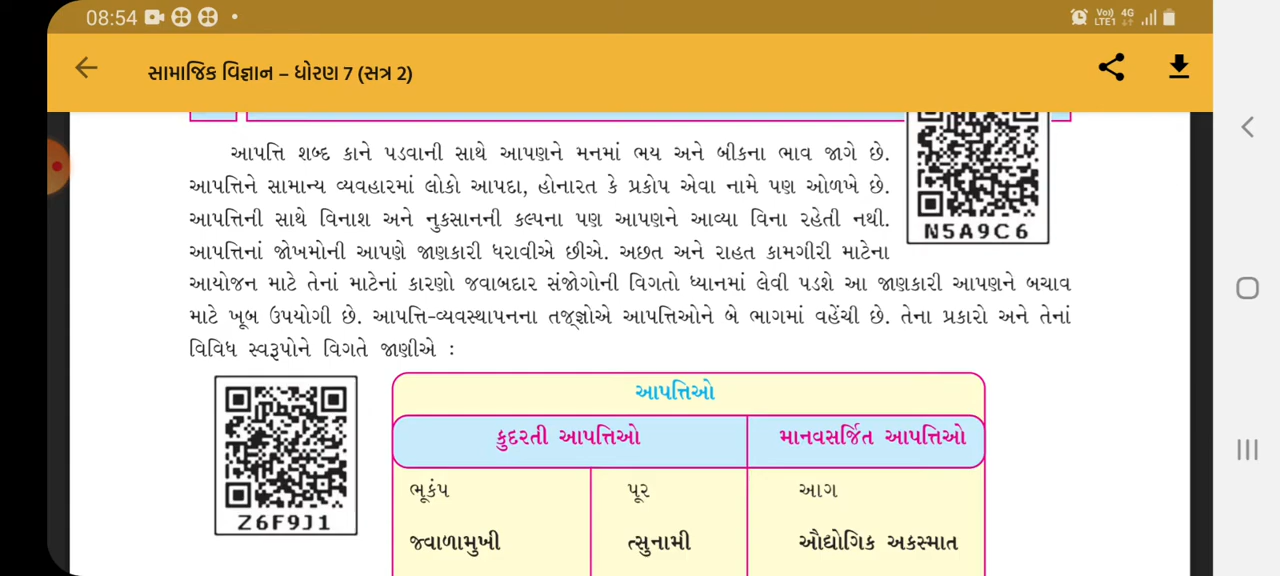 08:54
Vo) 4G
LTE1
સામાજિક વિજ્ઞાન – ધોરણ 7 (સત્ર 2)
આપત્તિ શબ્દ કાને પડવાની સાથે આપણને મનમાં ભય અને બીકના ભાવ જાગે છે.
આપત્તિને સામાન્ય વ્યવહારમાં લોકો આપદા, હોનારત કે પ્રકોપ એવા નામે પણ ઓળખે છે.
આપત્તિની સાથે વિનાશ અને નુકસાનની કલ્પના પણ આપણને આવ્યા વિના રહેતી નથી.
આપત્તિનાં જોખમોની આપણે જાણકારી ધરાવીએ છીએ. અછત અને રાહત કામગીરી માટેના
આયોજન માટે તેનાં માટેનાં કારણો જવાબદાર સંજોગોની વિગતો ધ્યાનમાં લેવી પડશે આ જાણકારી આપણને બચાવ
માટે ખૂબ ઉપયોગી છે. આપત્તિ-વ્યવસ્થાપનના તજ્જ્ઞોએ આપત્તિઓને બે ભાગમાં વહેંચી છે. તેના પ્રકારો અને તેનાં
વિવિધ સ્વરૂપોને વિગતે જાણીએ :
N5A9C6
Z6F9J1
આપત્તિઓ
કુદરતી આપત્તિઓ માનવસર્જિત આપત્તિઓ
ભૂકંપ પૂર આગ
જ્વાળામુખી ત્સુનામી ઔદ્યોગિક અકસ્માત